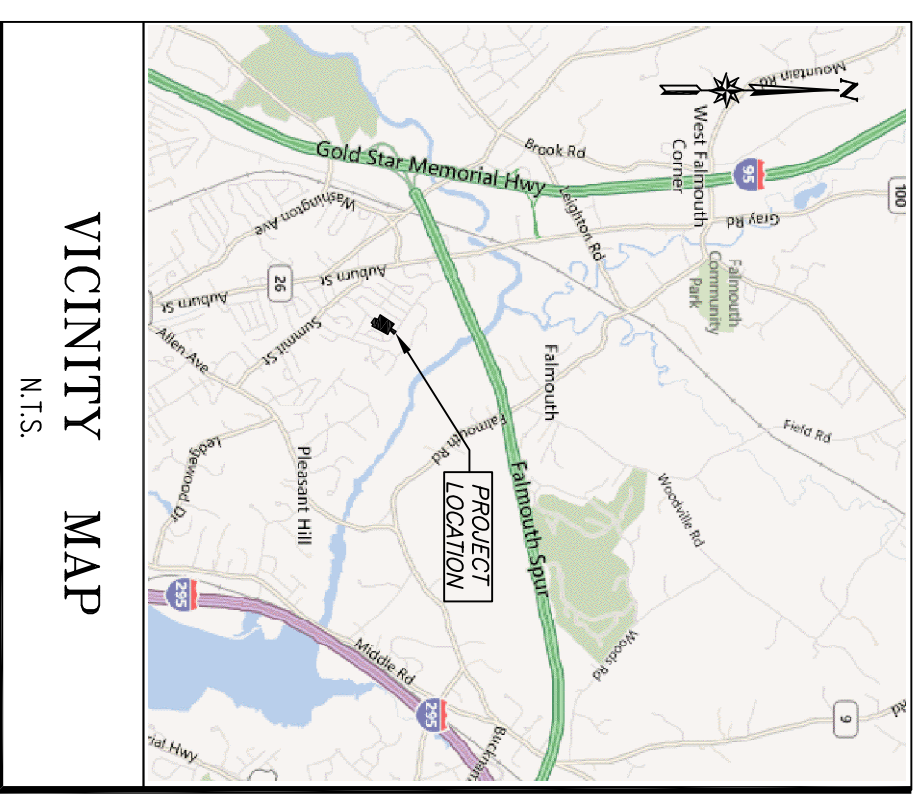 VICINITY MAP
N.T.S.
N
Mountain Rd
West Falmouth
Corner
95
100
Brook Rd
Gray Rd
Gold Star Memorial Hwy
Leighton Rd
Falmouth
Community
Park
Washington Ave
Auburn St
26
Auburn St
Summit St
Allen Ave
Falmouth
Field Rd
Falmouth Rd
PROJECT
LOCATION
Falmouth Spur
Woodville Rd
Woods Rd
Pleasant Hill
Ledgewood Dr
295
Middle Rd
295
9
Rd
rial Hwy